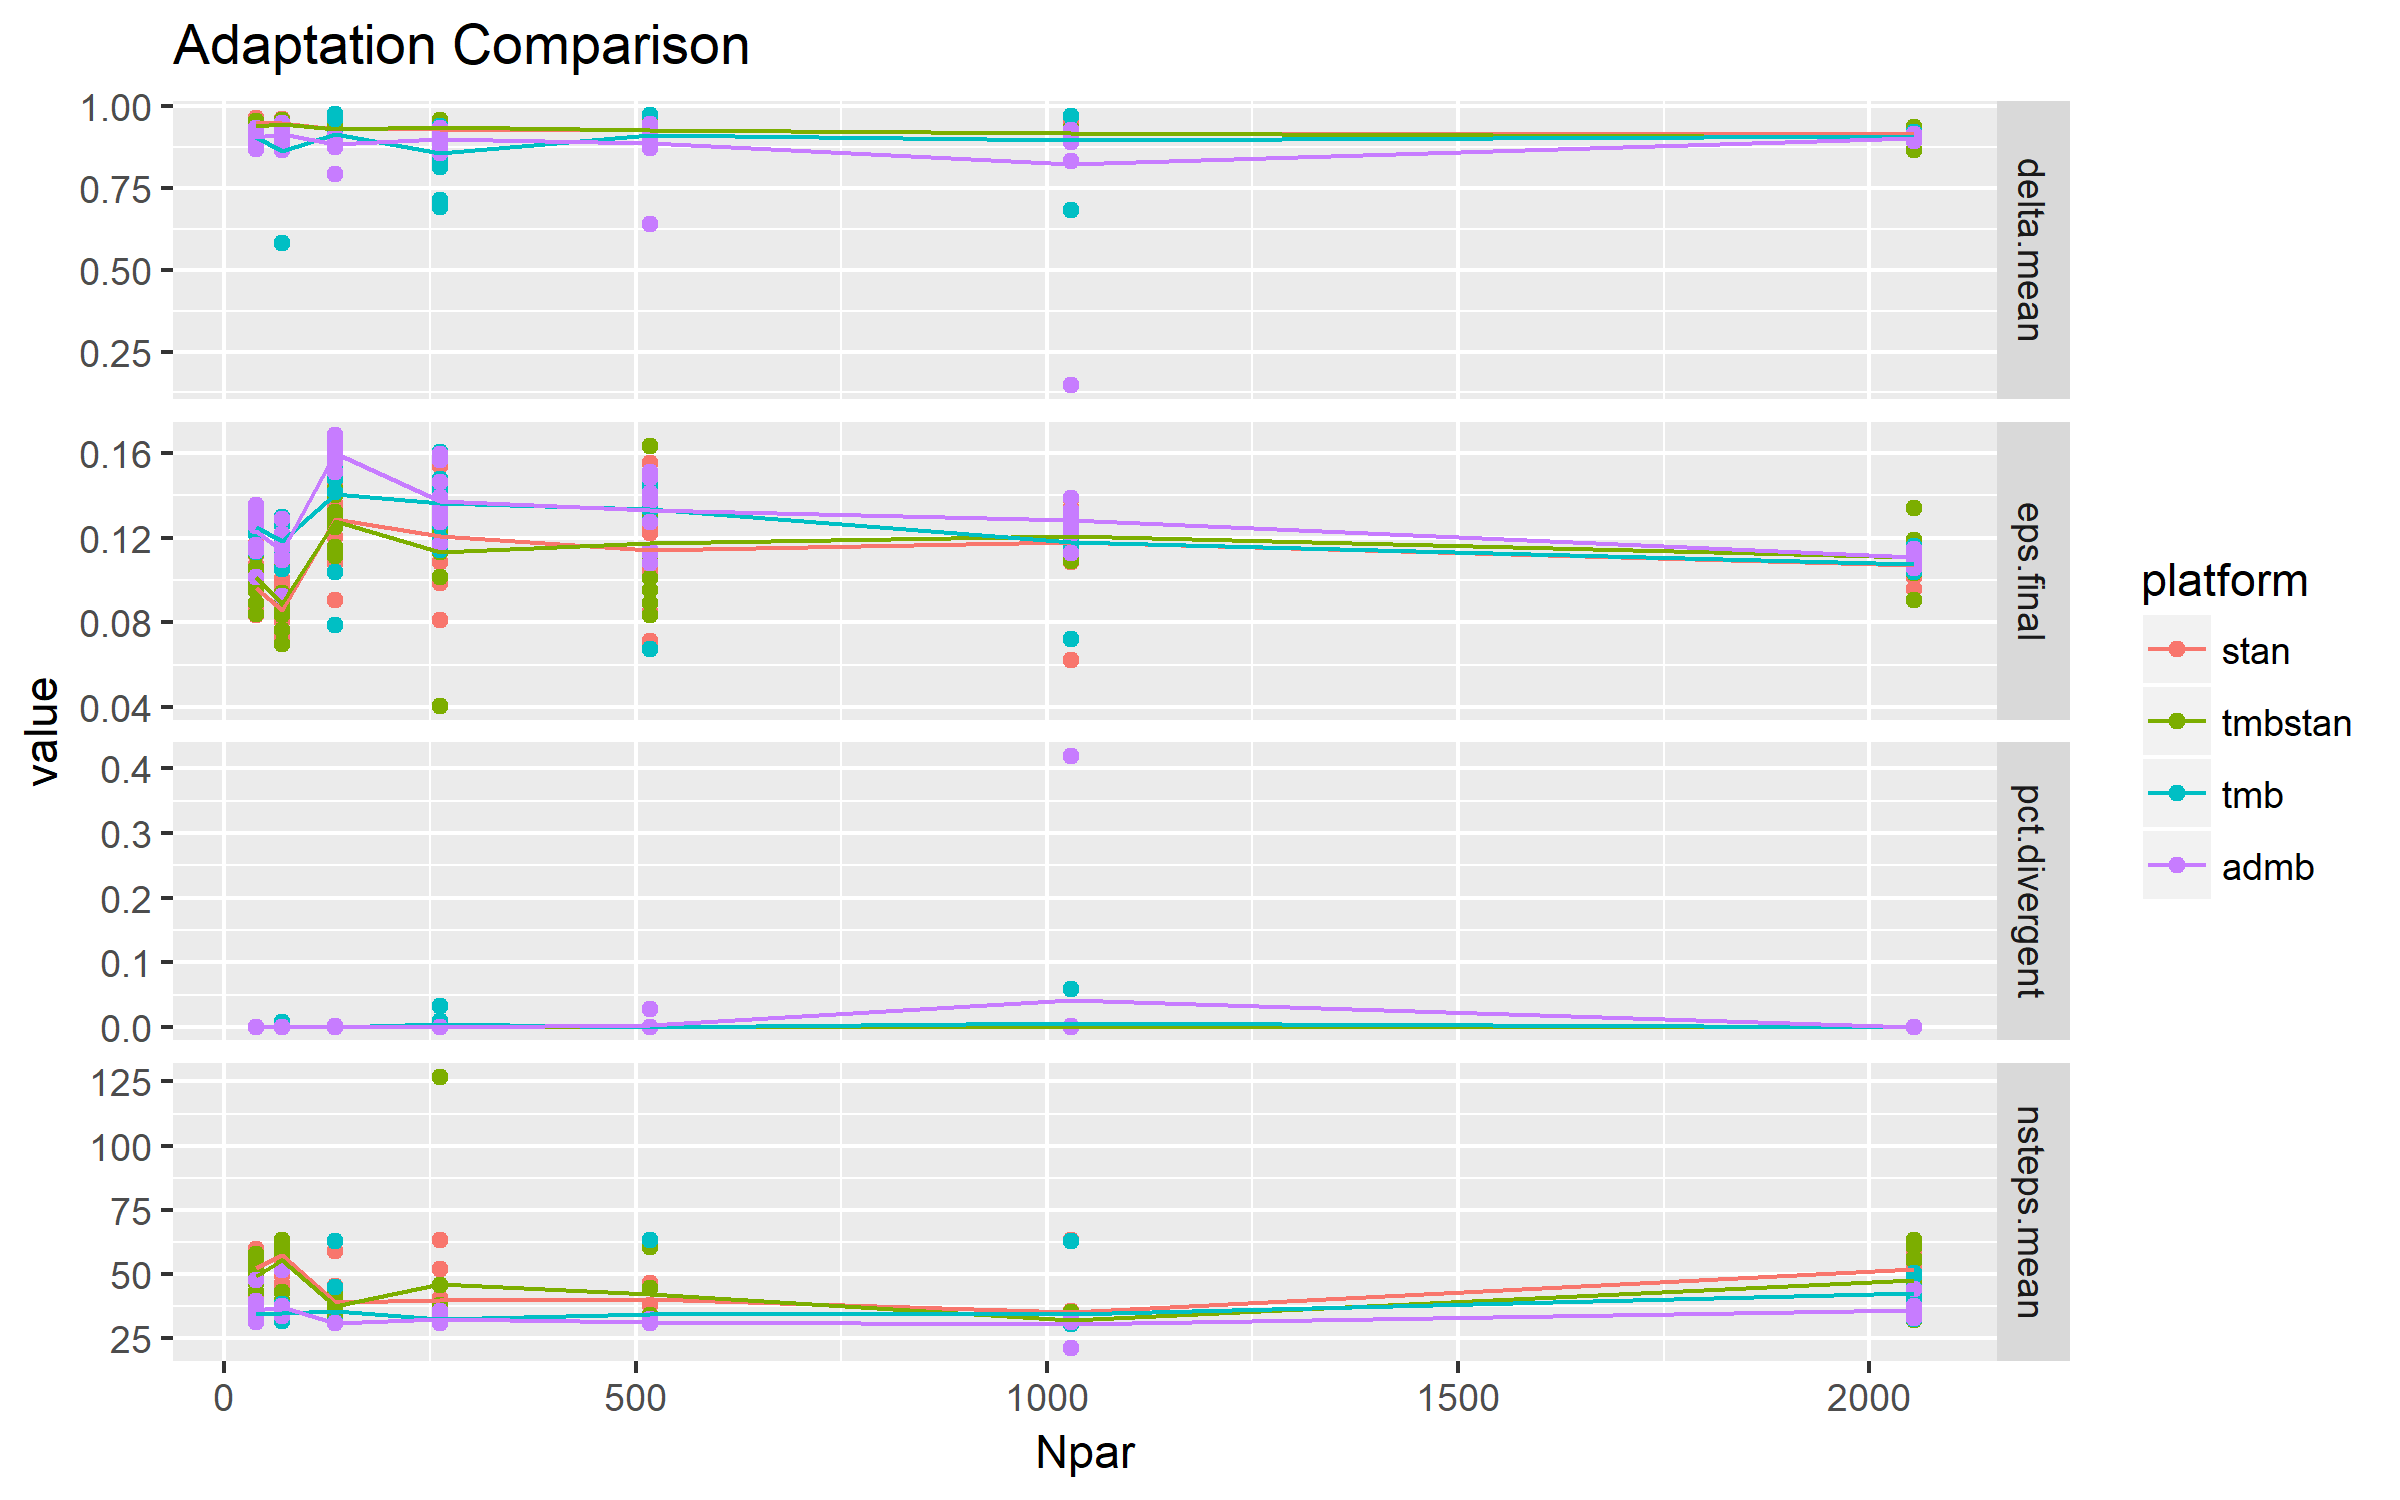 Adaptation Comparison
value
1.00
0.75
0.50
0.25
delta.mean
0.16
0.12
0.08
0.04
eps.final
0.4
0.3
0.2
0.1
0.0
pct.divergent
125
100
75
50
25
nsteps.mean
0 500 1000 1500 2000
Npar
platform
stan
tmbstan
tmb
admb